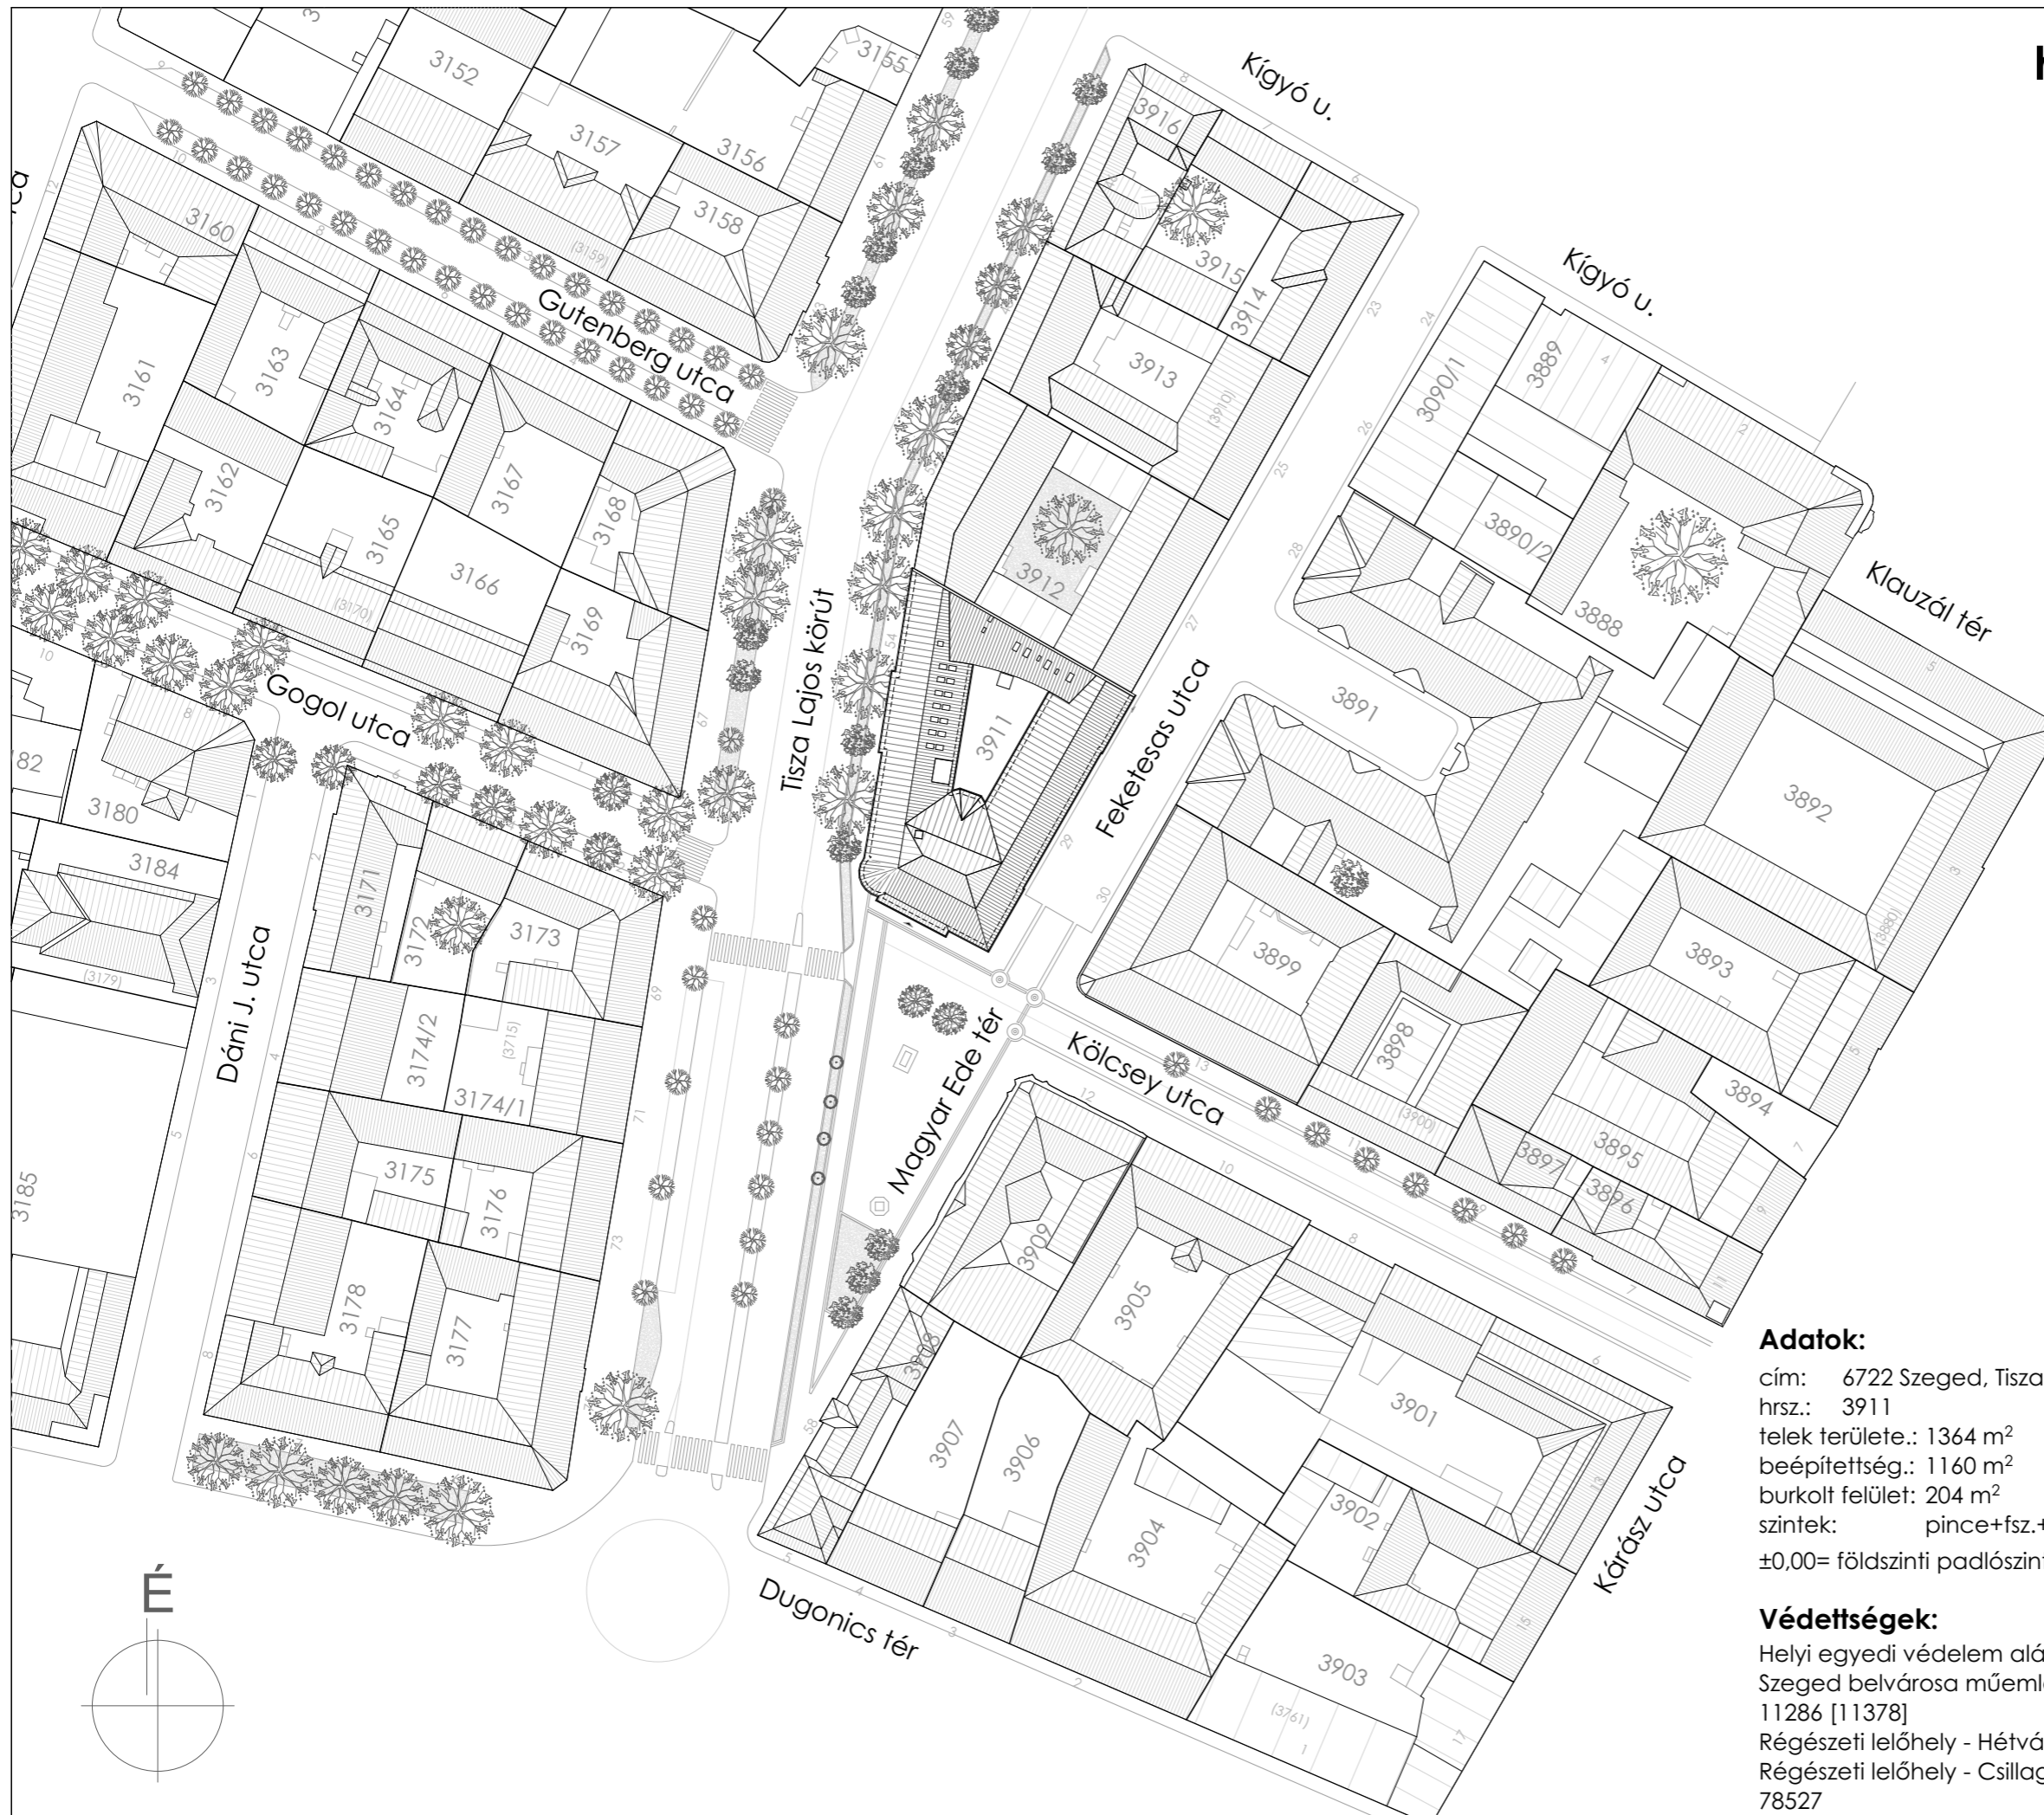 Kígyó u.
Kígyó u.
Klauzál tér
Gutenberg utca
Gogol utca
Tisza Lajos körút
Feketesas utca
Dáni J. utca
Magyar Ede tér
Kölcsey utca
Dugonics tér
Kárász utca
3152
3155
3157
3156
3158
(3159)
3160
3161
3163
3164
3162
3165
3167
3168
3166
3169
(3170)
3916
3915
3914
3913
(3910)
3912
3911
3090/1
3889
3890/2
3888
3891
3892
(3880)
3893
3894
3895
3896
3897
3898
3899
(3900)
182
3180
3184
(3179)
3185
3171
3172
3173
3174/2
3174/1
(3715)
3175
3176
3178
3177
3909
3908
3905
3907
3906
3904
3901
3902
3903
(3761)
É
Adatok:
cím: 6722 Szeged, Tisza
hrsz.: 3911
telek területe.: 1364 m²
beépítettség.: 1160 m²
burkolt felület: 204 m²
szintek: pince+fsz.+
±0,00= földszinti padlószint
Védettségek:
Helyi egyedi védelem alá
Szeged belvárosa műeml
11286 [11378]
Régészeti lelőhely - Hétvá
Régészeti lelőhely - Csillag
78527